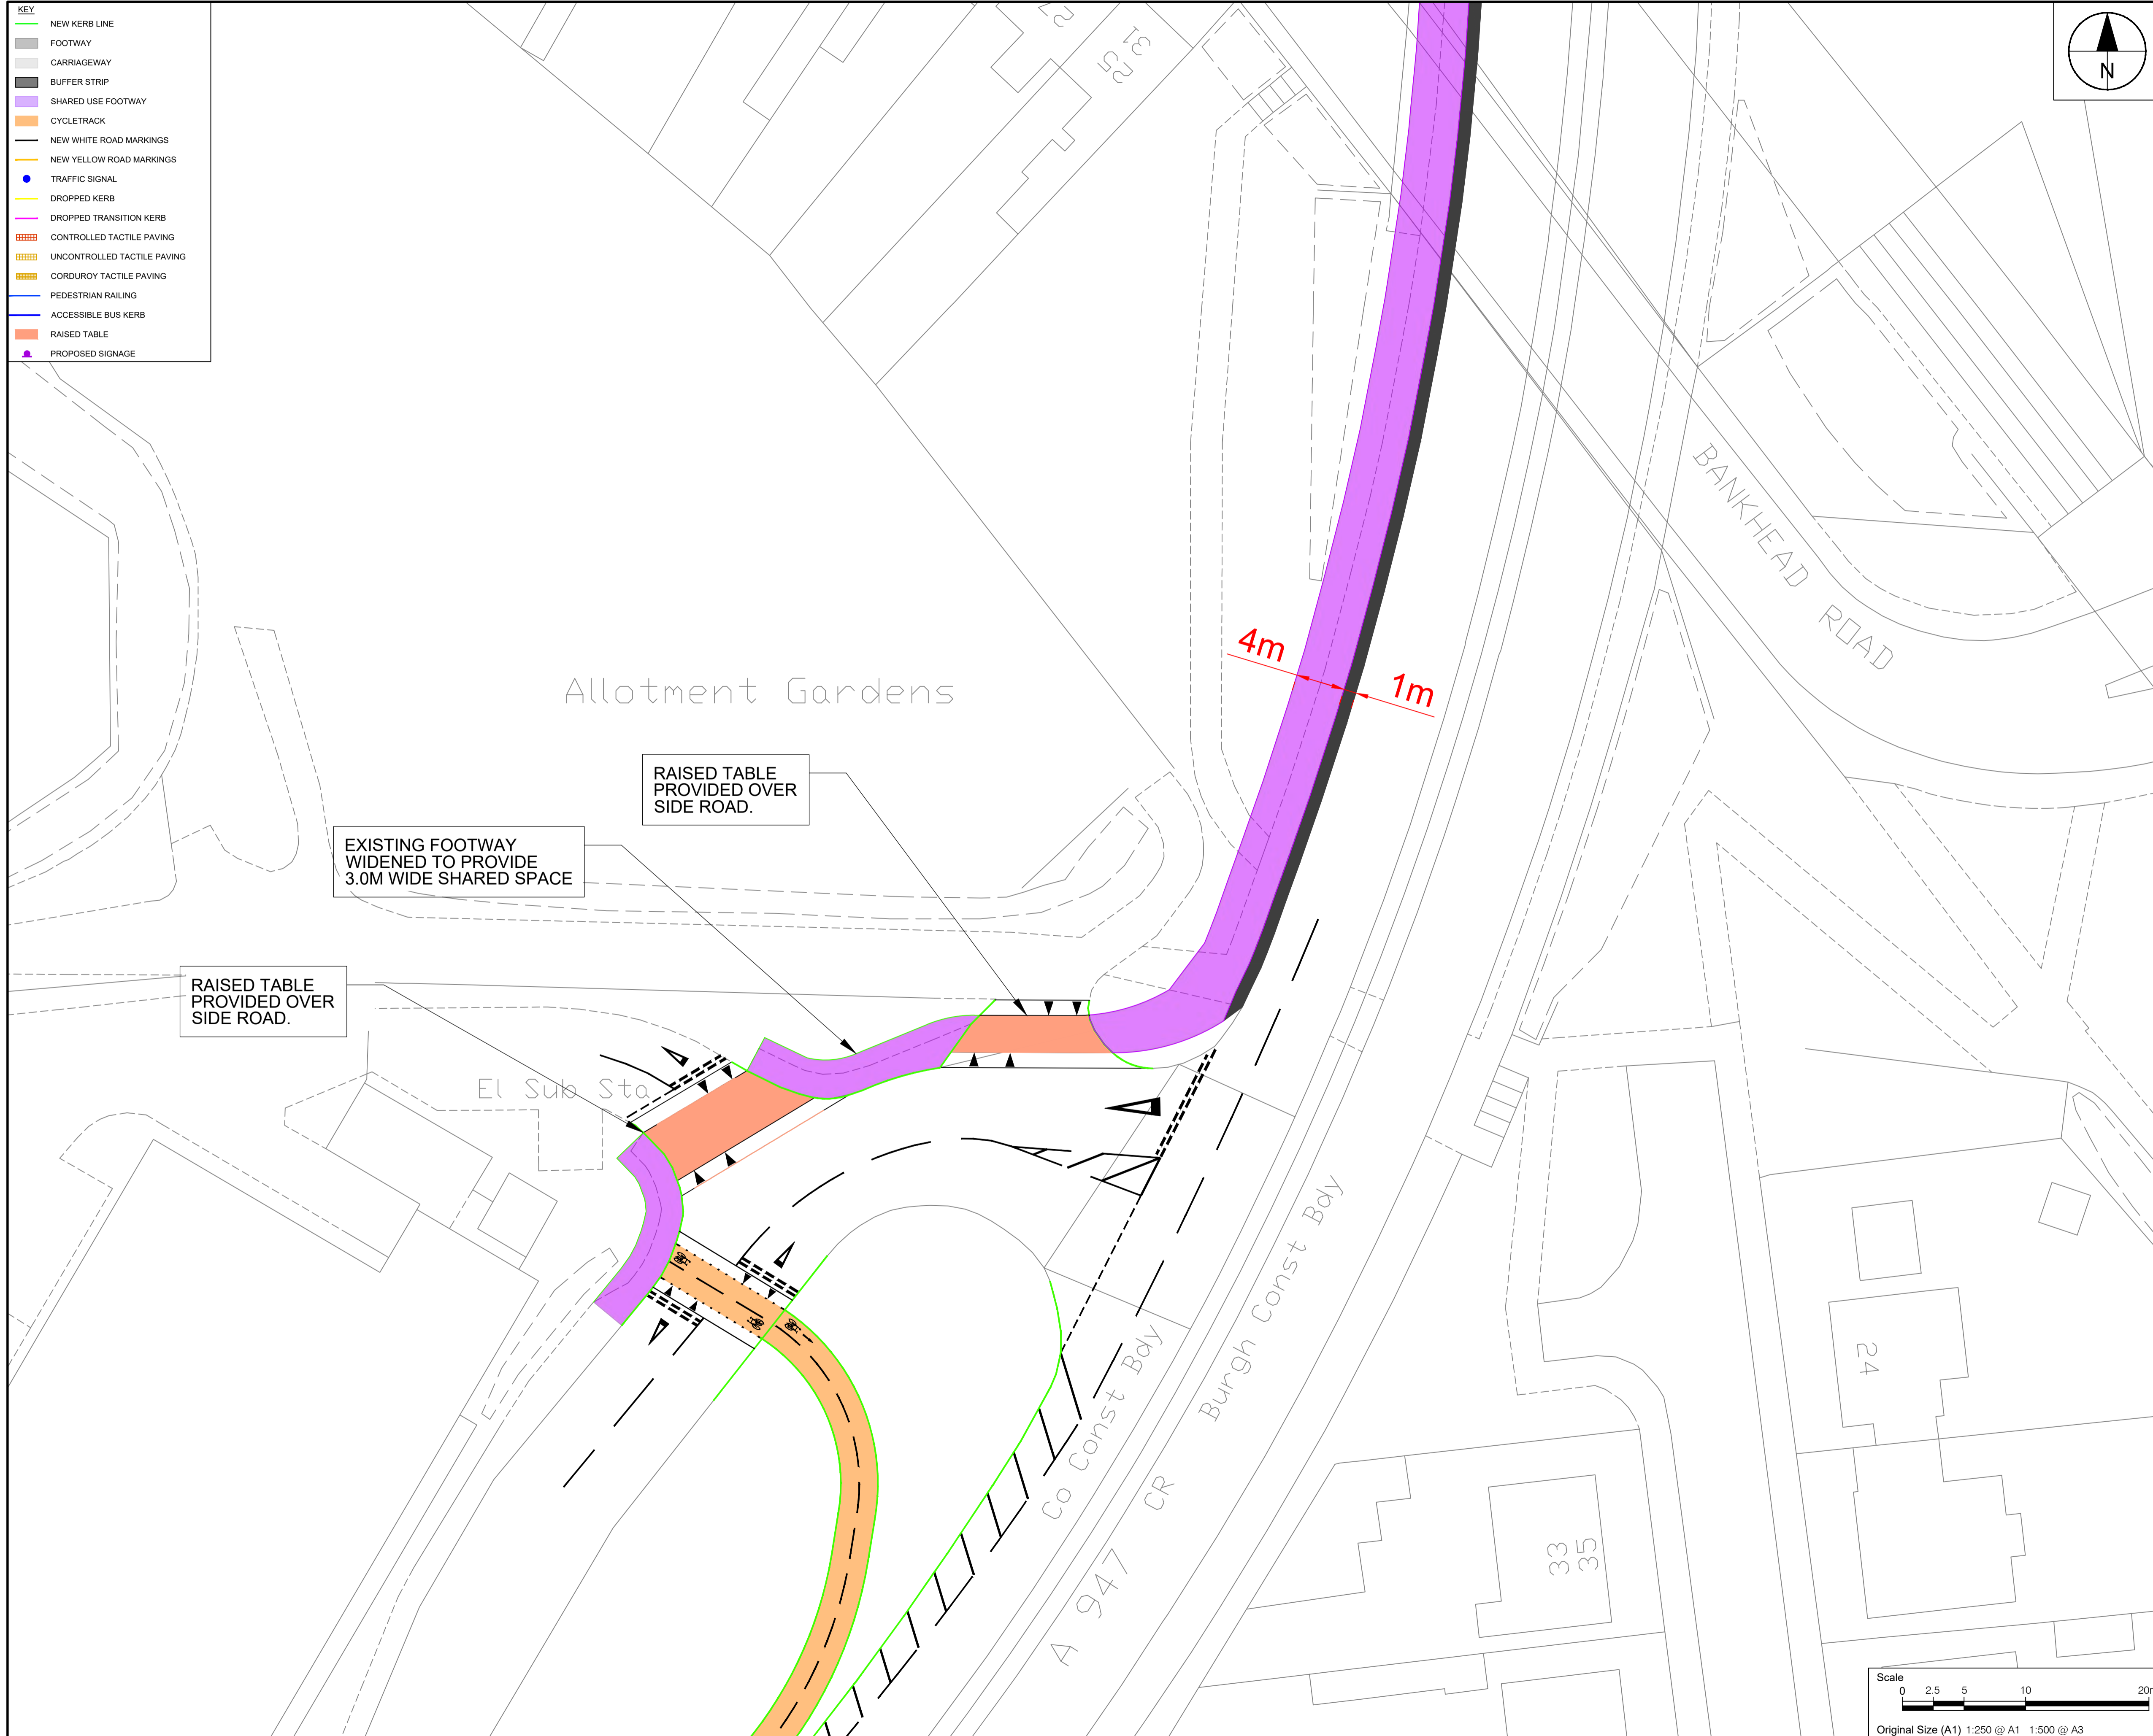 KEY
NEW KERB LINE
FOOTWAY
CARRIAGEWAY
BUFFER STRIP
SHARED USE FOOTWAY
CYCLETRACK
NEW WHITE ROAD MARKINGS
NEW YELLOW ROAD MARKINGS
TRAFFIC SIGNAL
DROPPED KERB
DROPPED TRANSITION KERB
CONTROLLED TACTILE PAVING
UNCONTROLLED TACTILE PAVING
CORDUROY TACTILE PAVING
PEDESTRIAN RAILING
ACCESSIBLE BUS KERB
RAISED TABLE
PROPOSED SIGNAGE
N
BANKHEAD ROAD
4m
1m
Allotment Gardens
RAISED TABLE
PROVIDED OVER
SIDE ROAD.
EXISTING FOOTWAY
WIDENED TO PROVIDE
3.0M WIDE SHARED SPACE
RAISED TABLE
PROVIDED OVER
SIDE ROAD.
El Sub Sta
Co Const Bdy
Burgh Const Bdy
CR
A 947
24
33
35
Scale
0 2.5 5 10 20m
Original Size (A1) 1:250 @ A1 1:500 @ A3